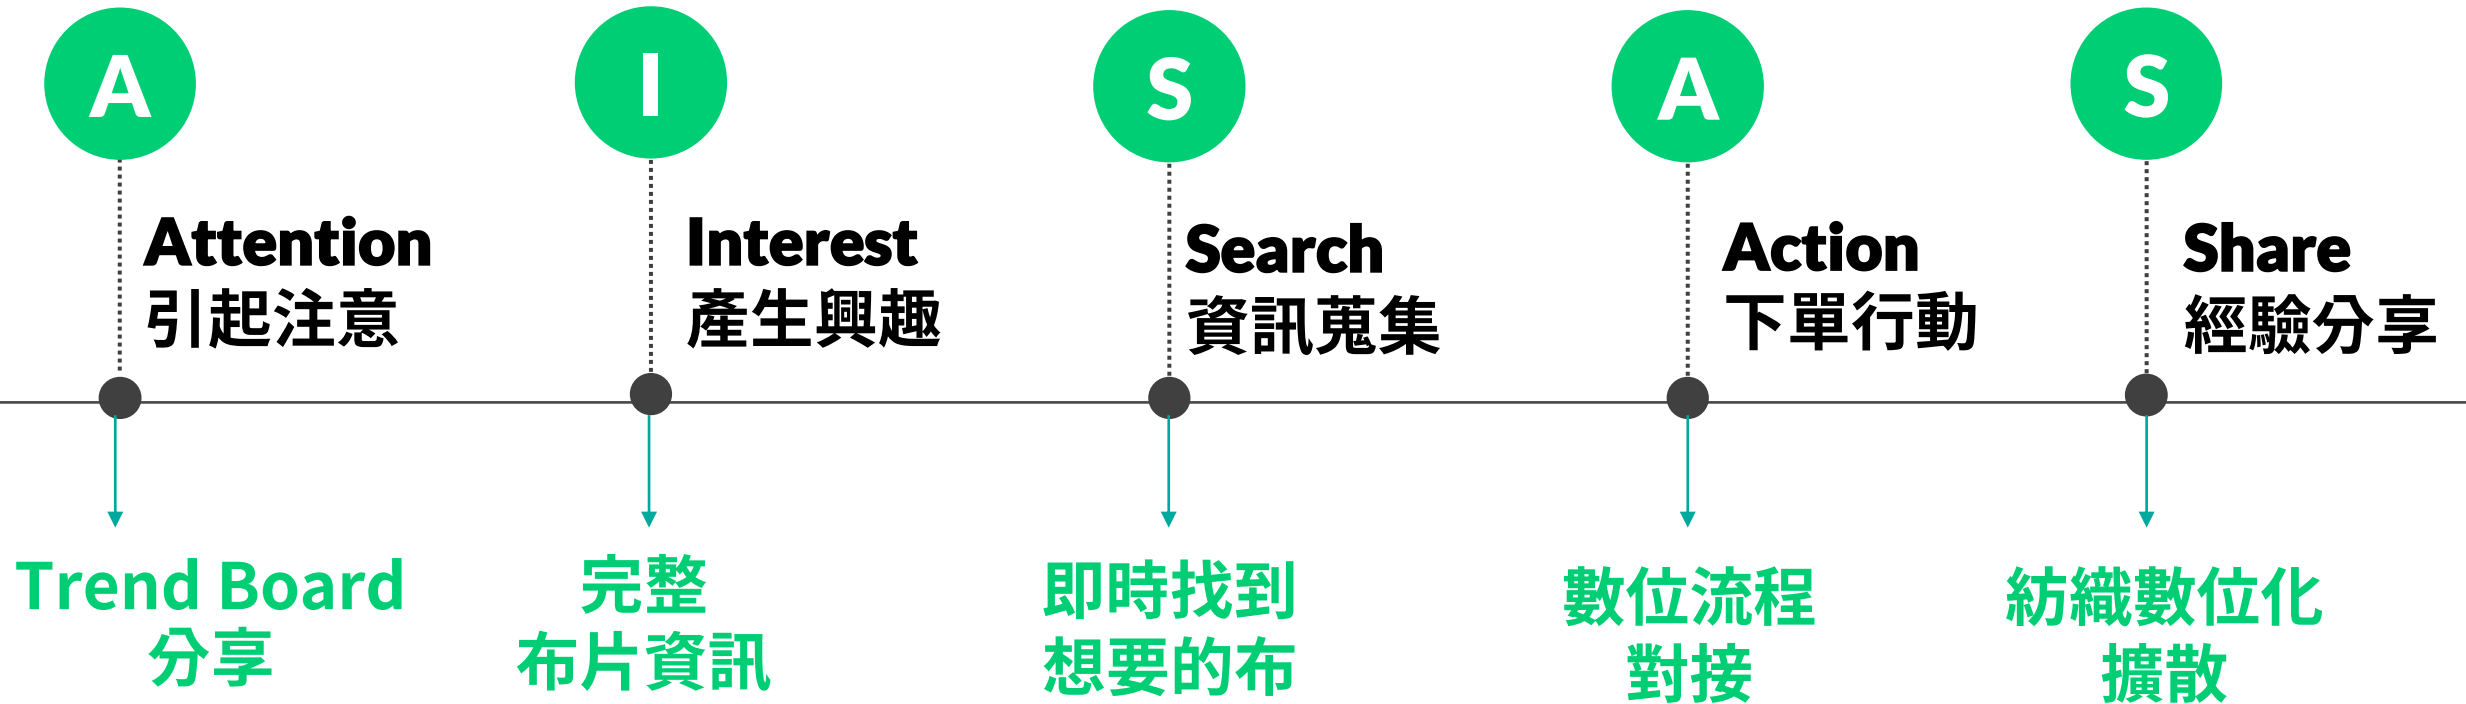 A
I
S
A
S
Attention
引起注意
Interest
產生興趣
Search
資訊蒐集
Action
下單行動
Share
經驗分享
Trend Board
分享
完整
布片資訊
即時找到
想要的布
數位流程
對接
紡織數位化
擴散